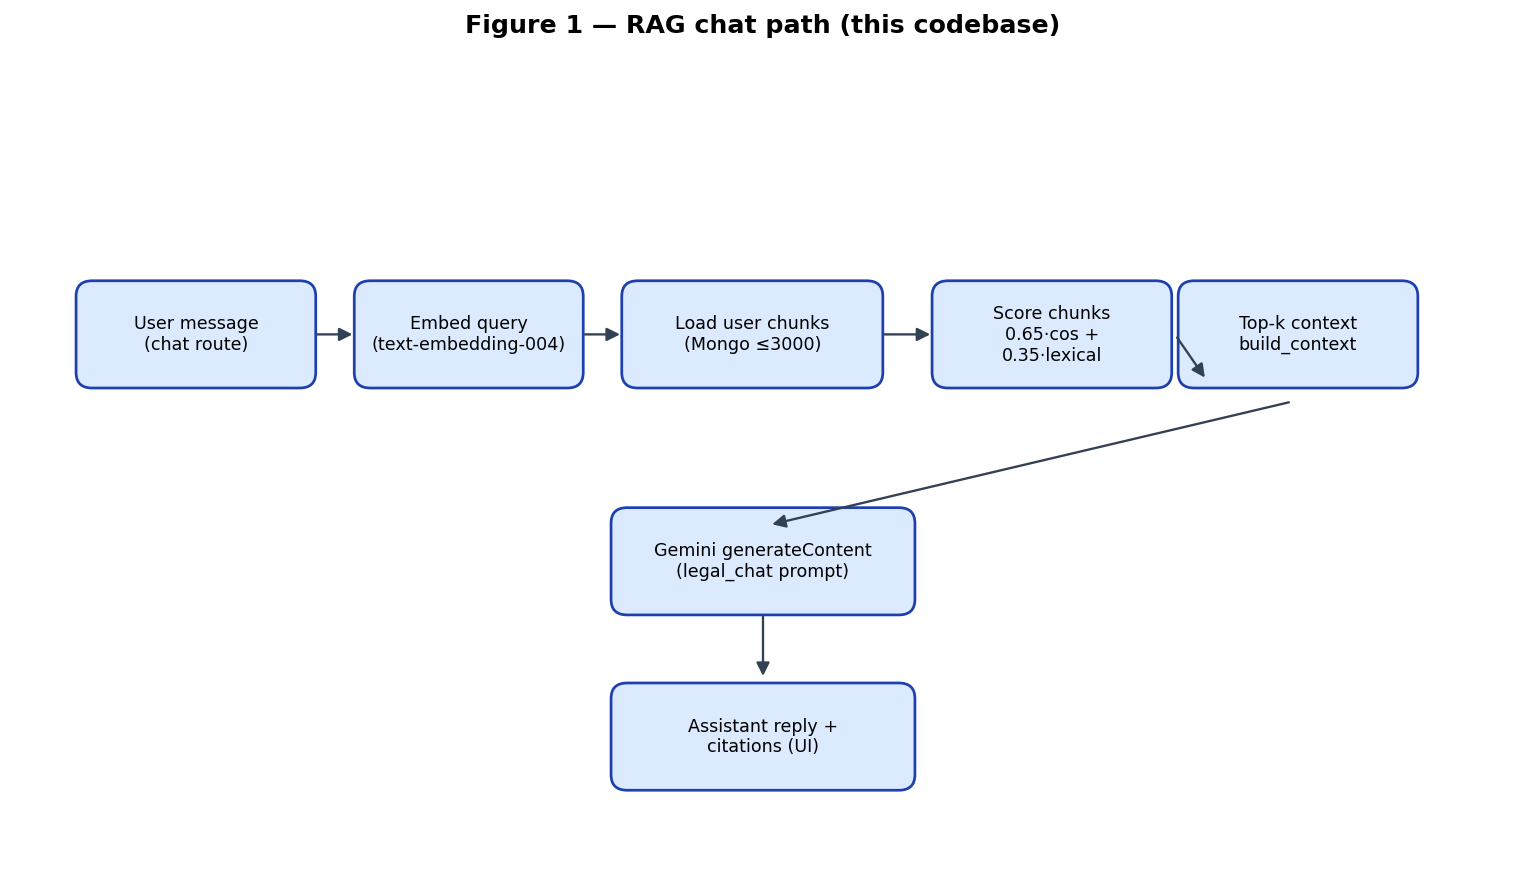 Figure 1 — RAG chat path (this codebase)
User message
(chat route)
Embed query
(text-embedding-004)
Load user chunks
(Mongo ≤3000)
Score chunks
0.65·cos +
0.35·lexical
Top-k context
build_context
Gemini generateContent
(legal_chat prompt)
Assistant reply +
citations (UI)